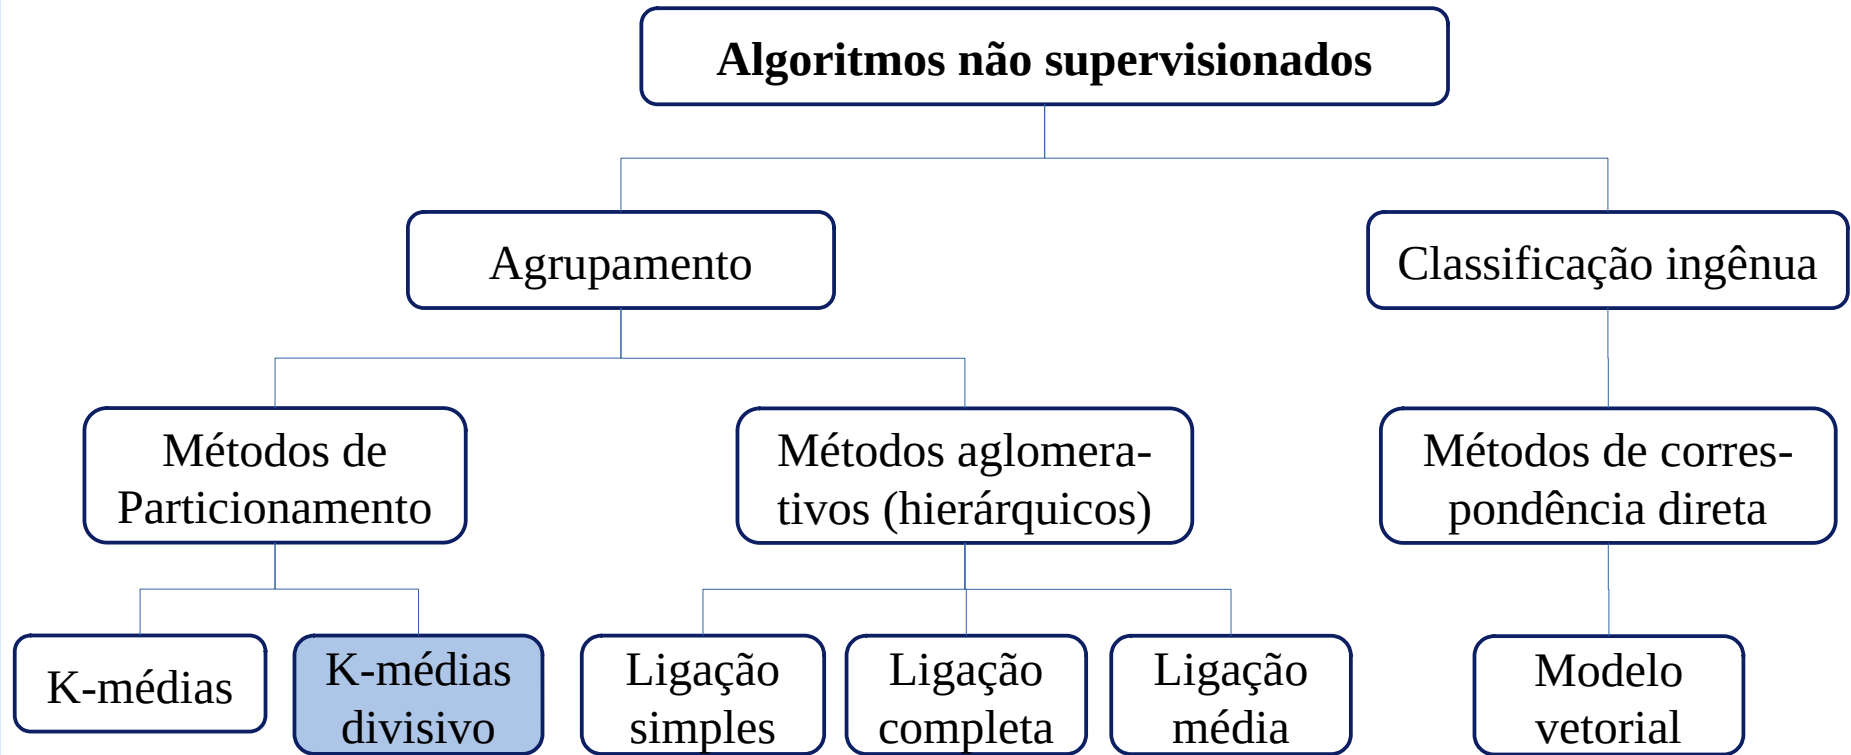 Algoritmos não supervisionados
Agrupamento
Classificação ingênua
Métodos de
Particionamento
Métodos aglomera-
tivos (hierárquicos)
Métodos de corres-
pondência direta
K-médias
K-médias
divisivo
Ligação
simples
Ligação
completa
Ligação
média
Modelo
vetorial